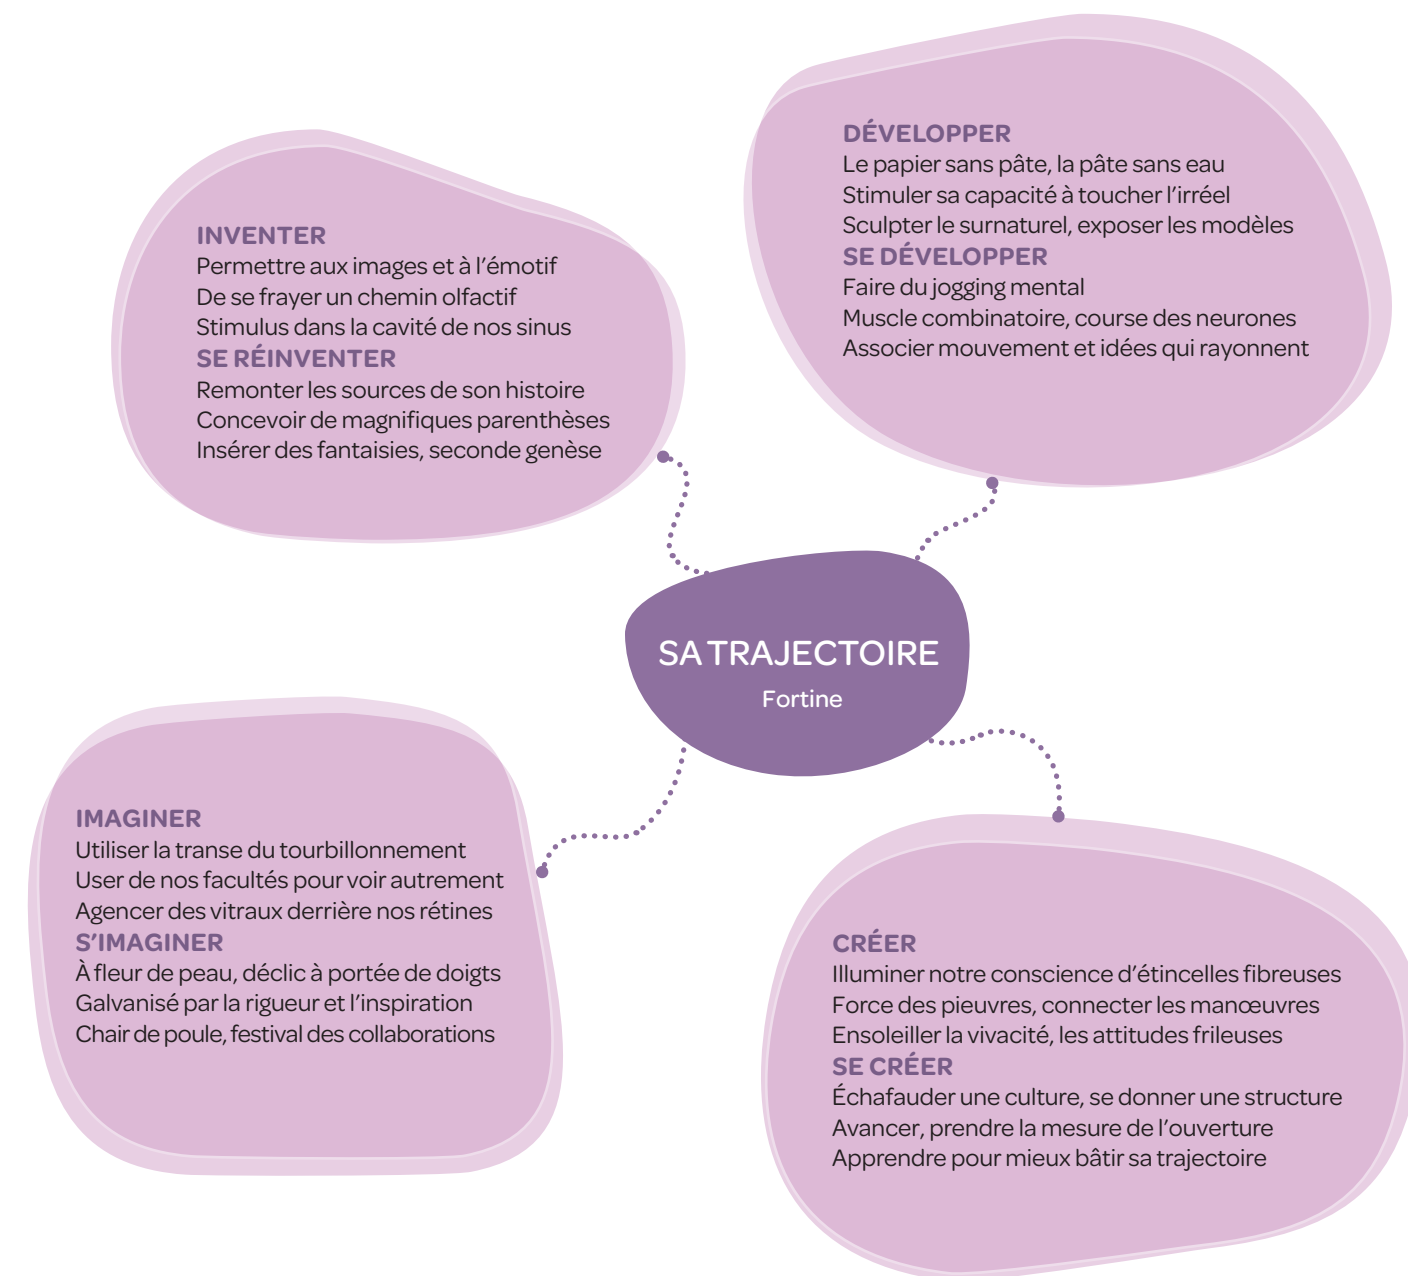 INVENTER
Permettre aux images et à l’émotif
De se frayer un chemin olfactif
Stimulus dans la cavité de nos sinus
SE RÉINVENTER
Remonter les sources de son histoire
Concevoir de magnifiques parenthèses
Insérer des fantaisies, seconde genèse
DÉVELOPPER
Le papier sans pâte, la pâte sans eau
Stimuler sa capacité à toucher l’irréel
Sculpter le surnaturel, exposer les modèles
SE DÉVELOPPER
Faire du jogging mental
Muscle combinatoire, course des neurones
Associer mouvement et idées qui rayonnent
SA TRAJECTOIRE
Fortine
IMAGINER
Utiliser la transe du tourbillonnement
User de nos facultés pour voir autrement
Agencer des vitraux derrière nos rétines
S’IMAGINER
À fleur de peau, déclic à portée de doigts
Galvanisé par la rigueur et l’inspiration
Chair de poule, festival des collaborations
CRÉER
Illuminer notre conscience d’étincelles fibreuses
Force des pieuvres, connecter les manœuvres
Ensoleiller la vivacité, les attitudes frileuses
SE CRÉER
Échafauder une culture, se donner une structure
Avancer, prendre la mesure de l’ouverture
Apprendre pour mieux bâtir sa trajectoire